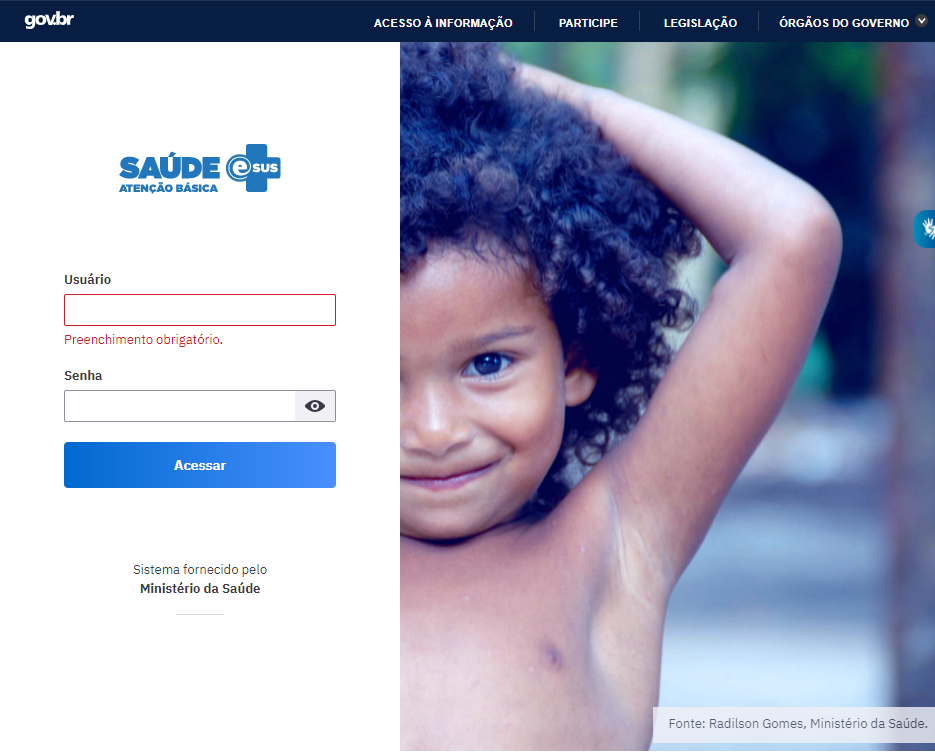 gov.br
ACESSO À INFORMAÇÃO
PARTICIPE
LEGISLAÇÃO
ÓRGÃOS DO GOVERNO
SAÚDE
ATENÇÃO BÁSICA
e SUS
Usuário
Preenchimento obrigatório.
Senha
Acessar
Sistema fornecido pelo
Ministério da Saúde
Fonte: Radilson Gomes, Ministério da Saúde.